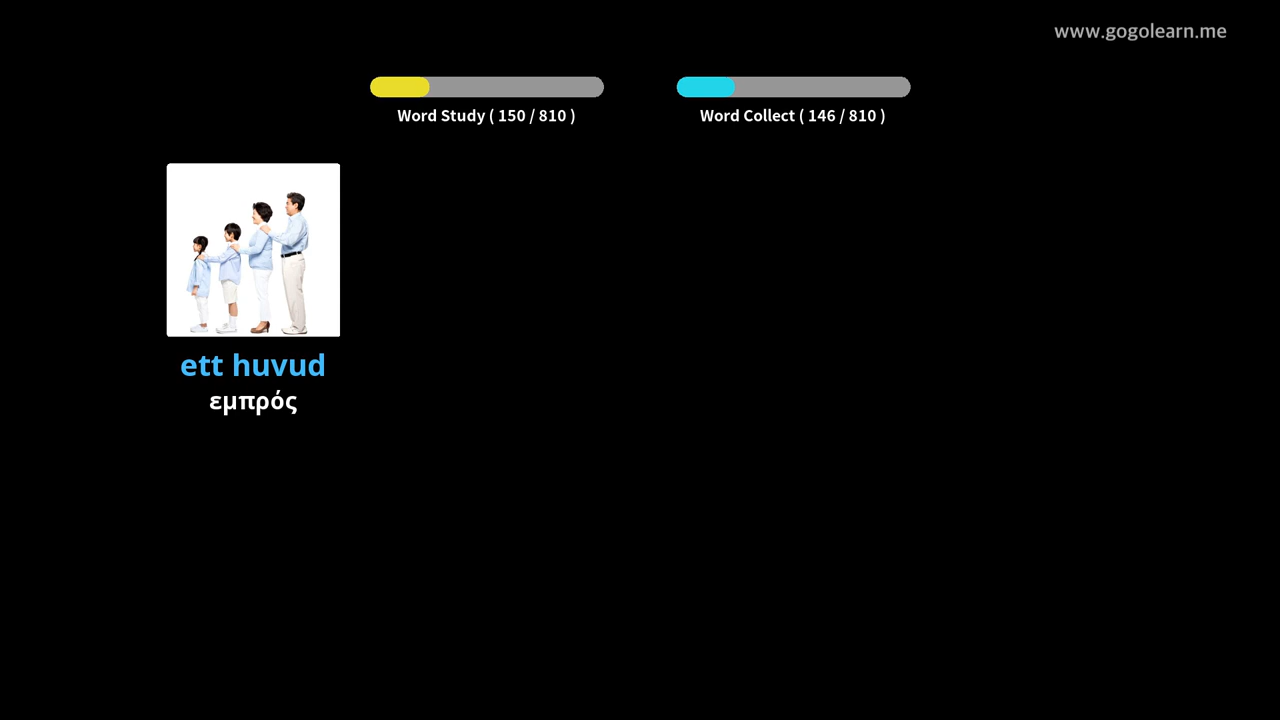 www.gogolearn.me
Word Study ( 150 / 810 )
Word Collect ( 146 / 810 )
ett huvud
εμπρός